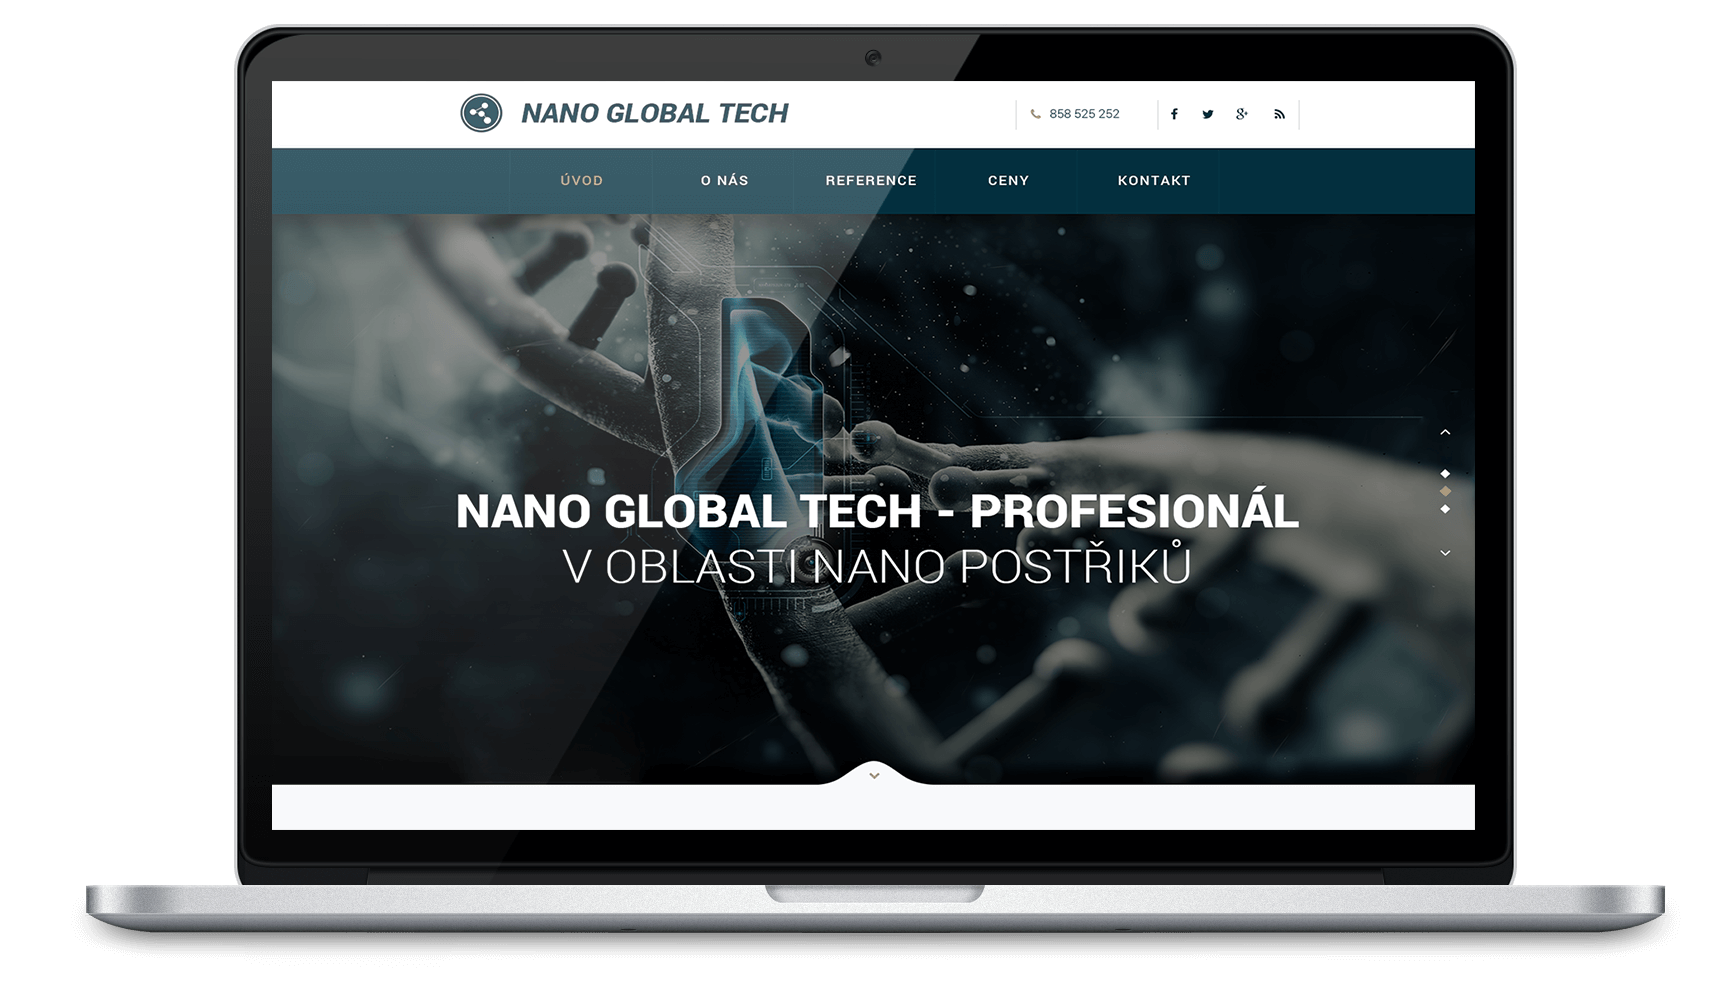 NANO GLOBAL TECH
858 525 252
ÚVOD
O NÁS
REFERENCE
CENY
KONTAKT
NANO GLOBAL TECH - PROFESIONÁL
V OBLASTI NANO POSTŘIKŮ